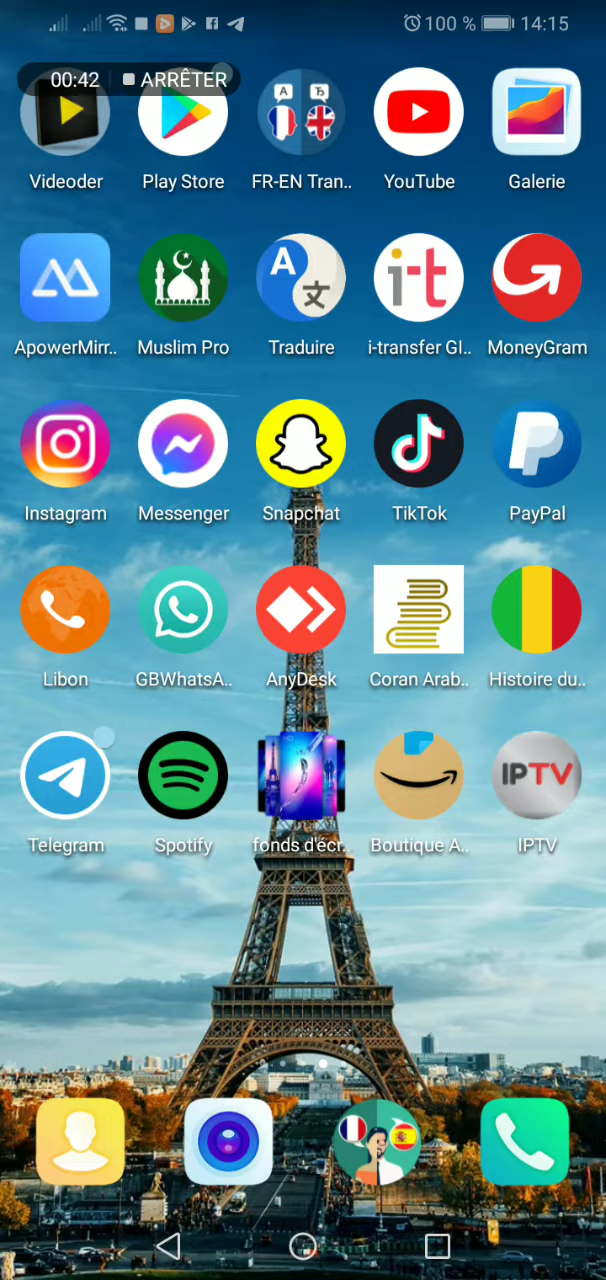 100 % 14:15
00:42 ARRÊTER
A Ъ
Videoder Play Store FR-EN Tran.. YouTube Galerie
A 文
i-t
ApowerMirr.. Muslim Pro Traduire i-transfer Gl.. MoneyGram
Instagram Messenger Snapchat TikTok PayPal
Libon GBWhatsA.. AnyDesk Coran Arab.. Histoire du..
IPTV
Telegram Spotify fonds d'écr.. Boutique A.. IPTV